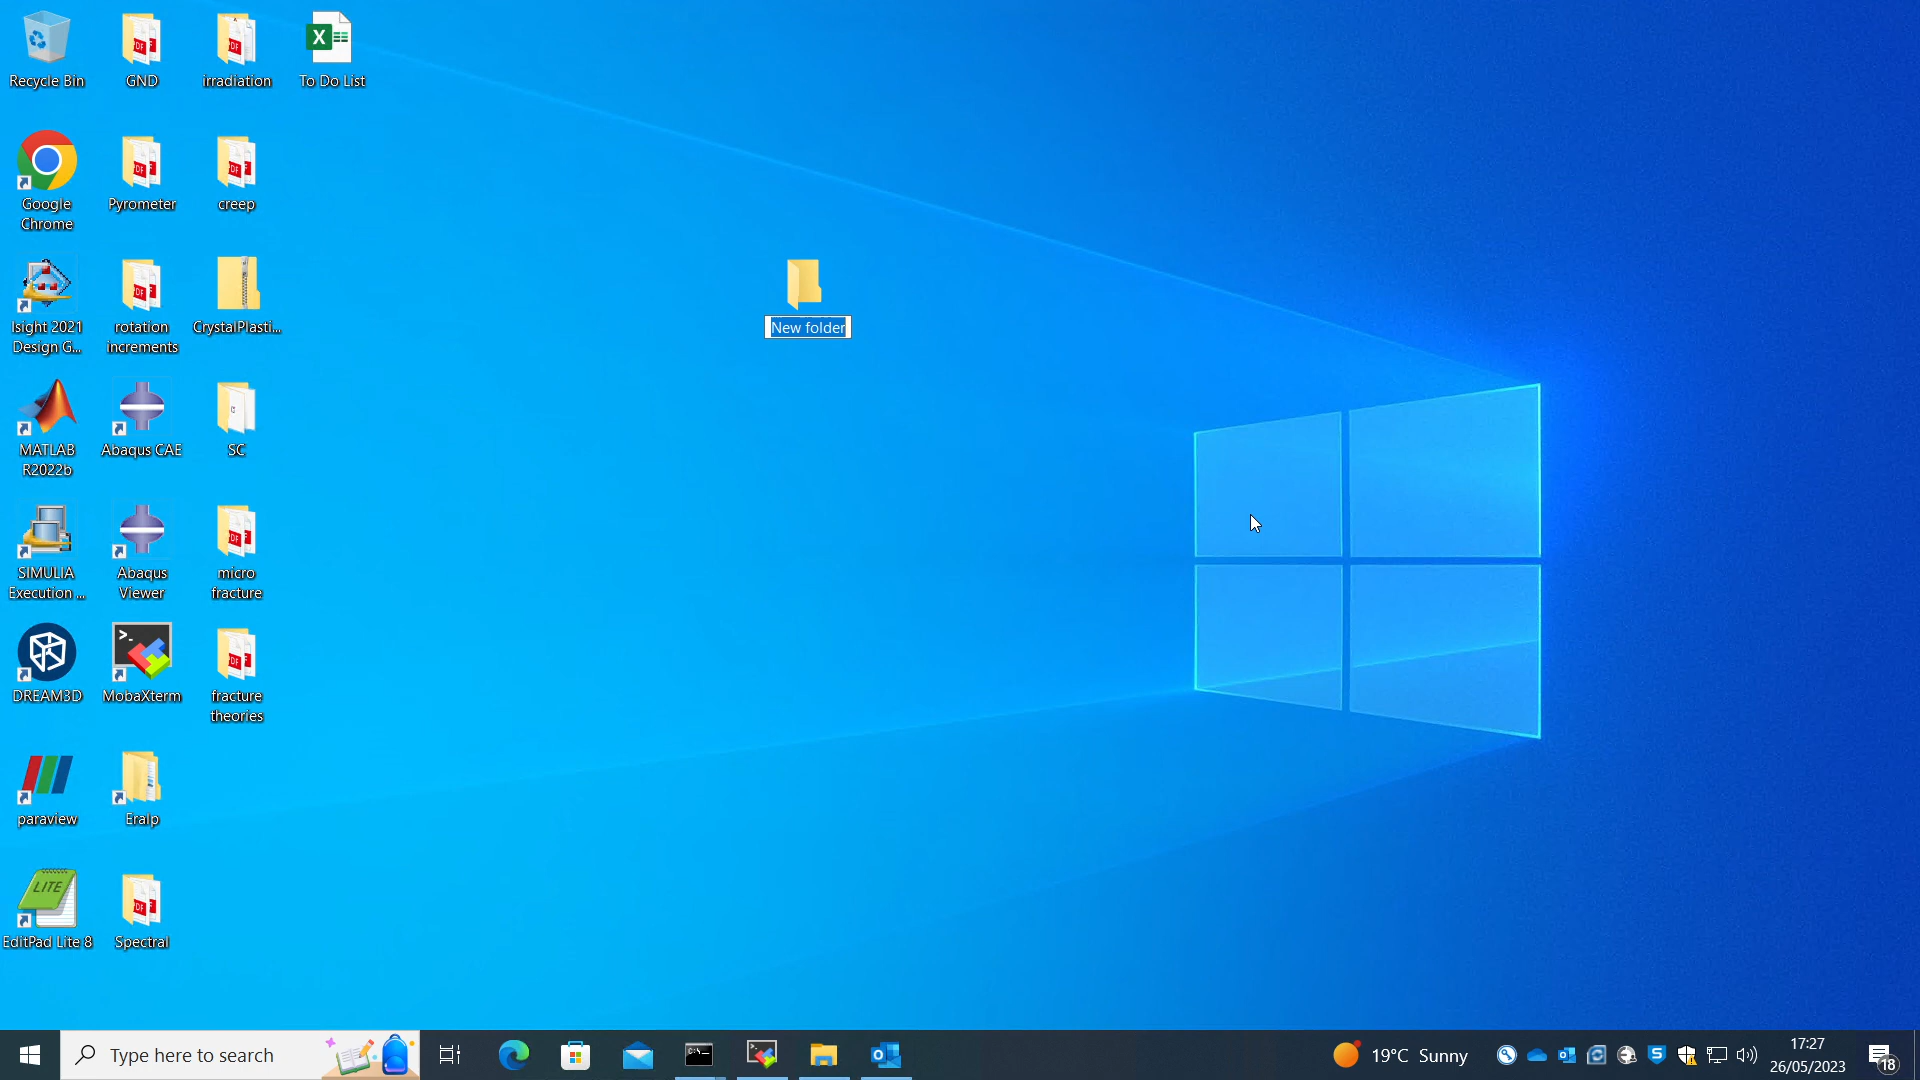 Recycle Bin
GND
irradiation
To Do List
Google
Chrome
Pyrometer
creep
Isight 2021
Design G...
rotation
increments
CrystalPlasti...
New folder
MATLAB
R2022b
Abaqus CAE
SC
SIMULIA
Execution ...
Abaqus
Viewer
micro
fracture
DREAM3D
MobaXterm
fracture
theories
paraview
Eralp
LITE
EditPad Lite 8
Spectral
Type here to search
19°C Sunny
17:27
26/05/2023
18